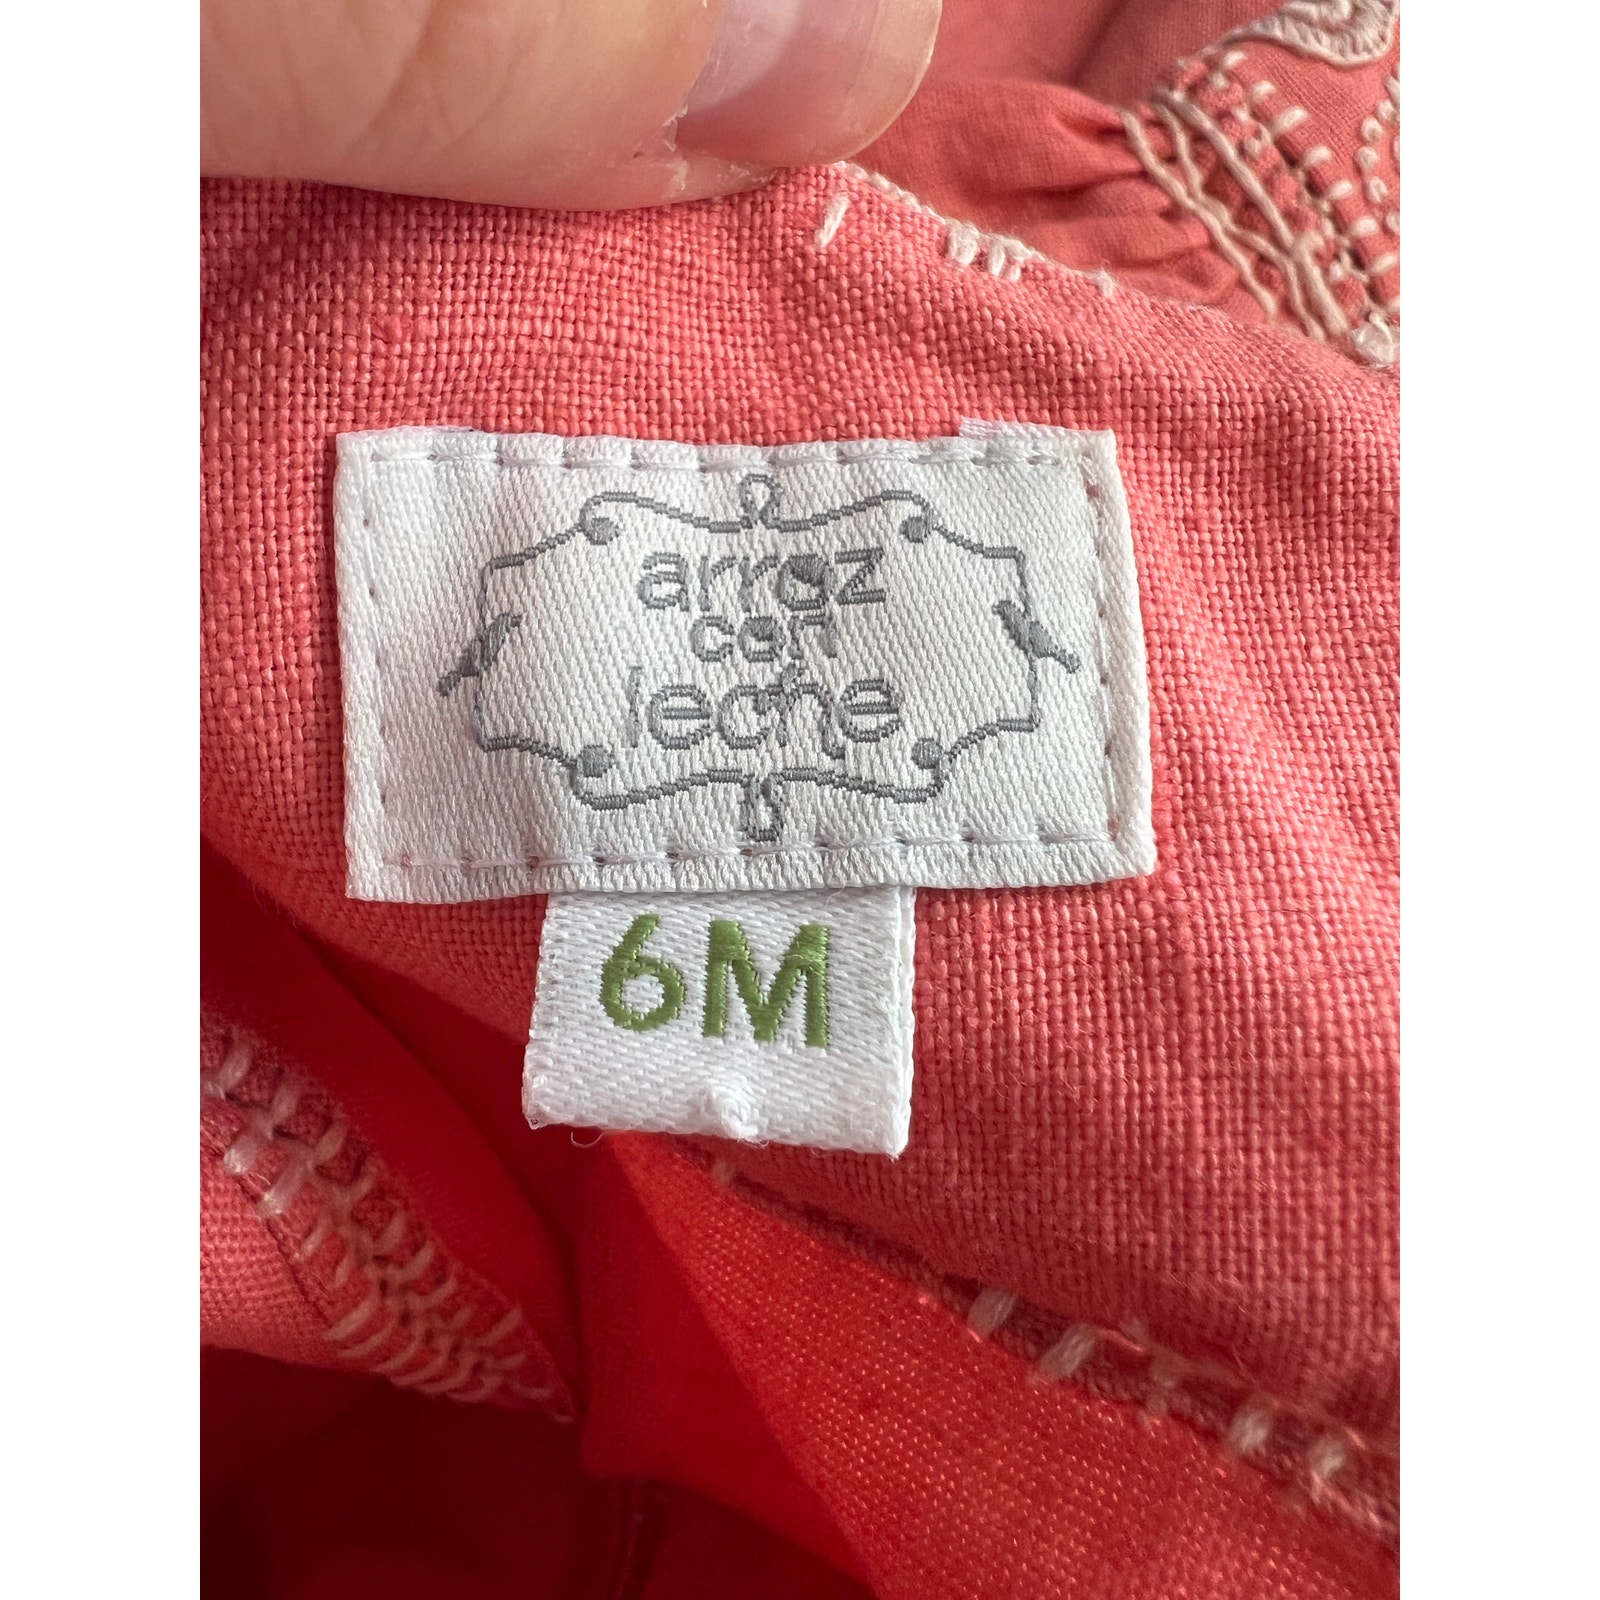 arroz
con
leche
6M